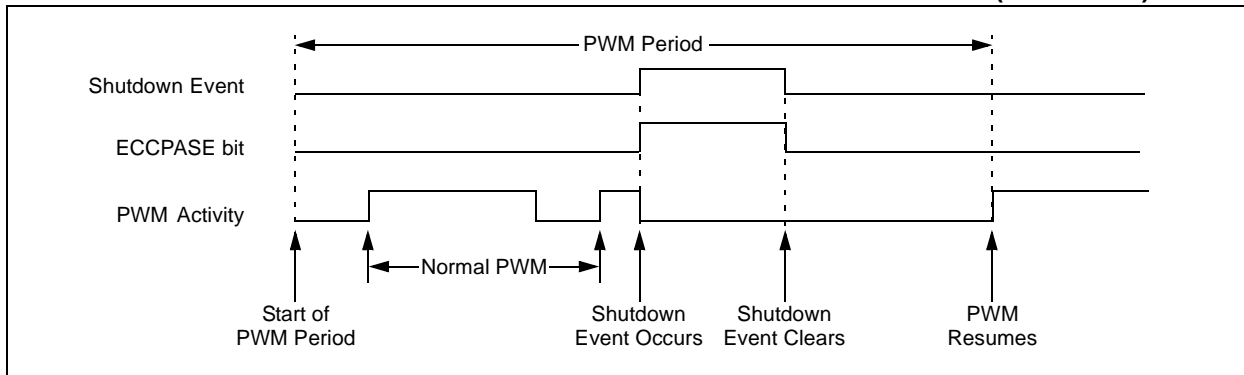 PWM Period
Shutdown Event
ECCPASE bit
PWM Activity
Normal PWM
Start of
PWM Period
Shutdown
Event Occurs
Shutdown
Event Clears
PWM
Resumes